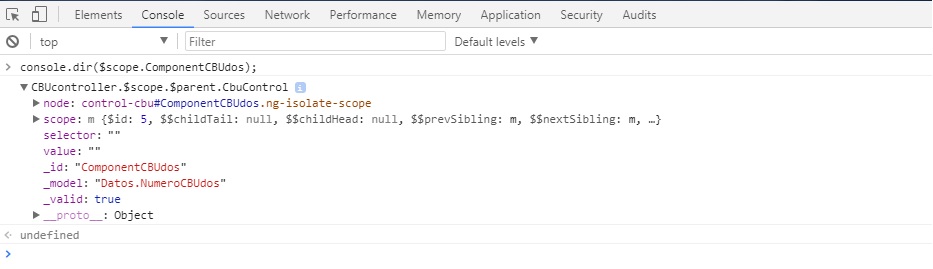 Elements Console Sources Network Performance Memory Application Security Audits
top Filter Default levels
console.dir($scope.ComponentCBUdos);
CBUcontroller.$scope.$parent.CbuControl i
node: control-cbu#ComponentCBUdos.ng-isolate-scope
scope: m {$id: 5, $$childTail: null, $$childHead: null, $$prevSibling: m, $$nextSibling: m, …}
selector: ""
value: ""
_id: "ComponentCBUdos"
_model: "Datos.NumeroCBUdos"
_valid: true
__proto__: Object
undefined